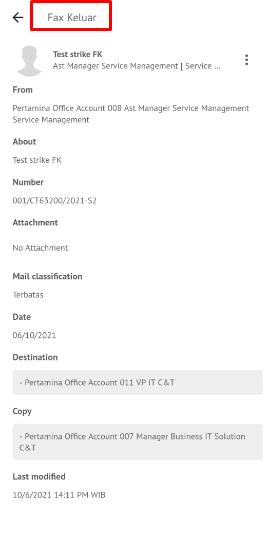 Fax Keluar
Test strike FK
Ast Manager Service Management | Service ...
From
Pertamina Office Account 008 Ast Manager Service Management
Service Management
About
Test strike FK
Number
001/CT63200/2021-S2
Attachment
No Attachment
Mail classification
Terbatas
Date
06/10/2021
Destination
- Pertamina Office Account 011 VP IT C&T
Copy
- Pertamina Office Account 007 Manager Business IT Solution
C&T
Last modified
10/6/2021 14:11 PM WIB